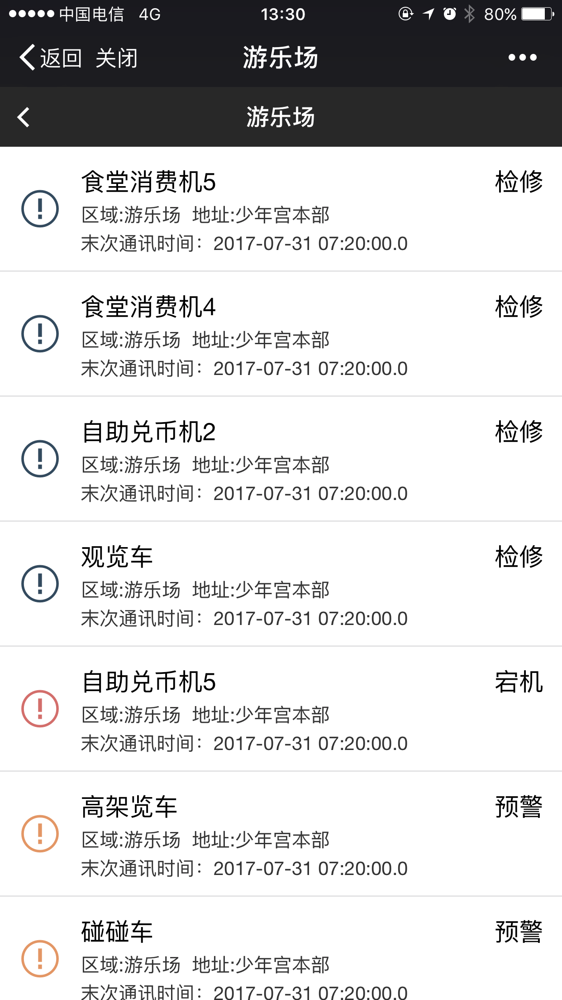 中国电信 4G 13:30 80%
返回 关闭 游乐场
游乐场
食堂消费机5 检修
区域:游乐场 地址:少年宫本部
末次通讯时间：2017-07-31 07:20:00.0
食堂消费机4 检修
区域:游乐场 地址:少年宫本部
末次通讯时间：2017-07-31 07:20:00.0
自助兑币机2 检修
区域:游乐场 地址:少年宫本部
末次通讯时间：2017-07-31 07:20:00.0
观览车 检修
区域:游乐场 地址:少年宫本部
末次通讯时间：2017-07-31 07:20:00.0
自助兑币机5 宕机
区域:游乐场 地址:少年宫本部
末次通讯时间：2017-07-31 07:20:00.0
高架览车 预警
区域:游乐场 地址:少年宫本部
末次通讯时间：2017-07-31 07:20:00.0
碰碰车 预警
区域:游乐场 地址:少年宫本部
末次通讯时间：2017-07-31 07:20:00.0